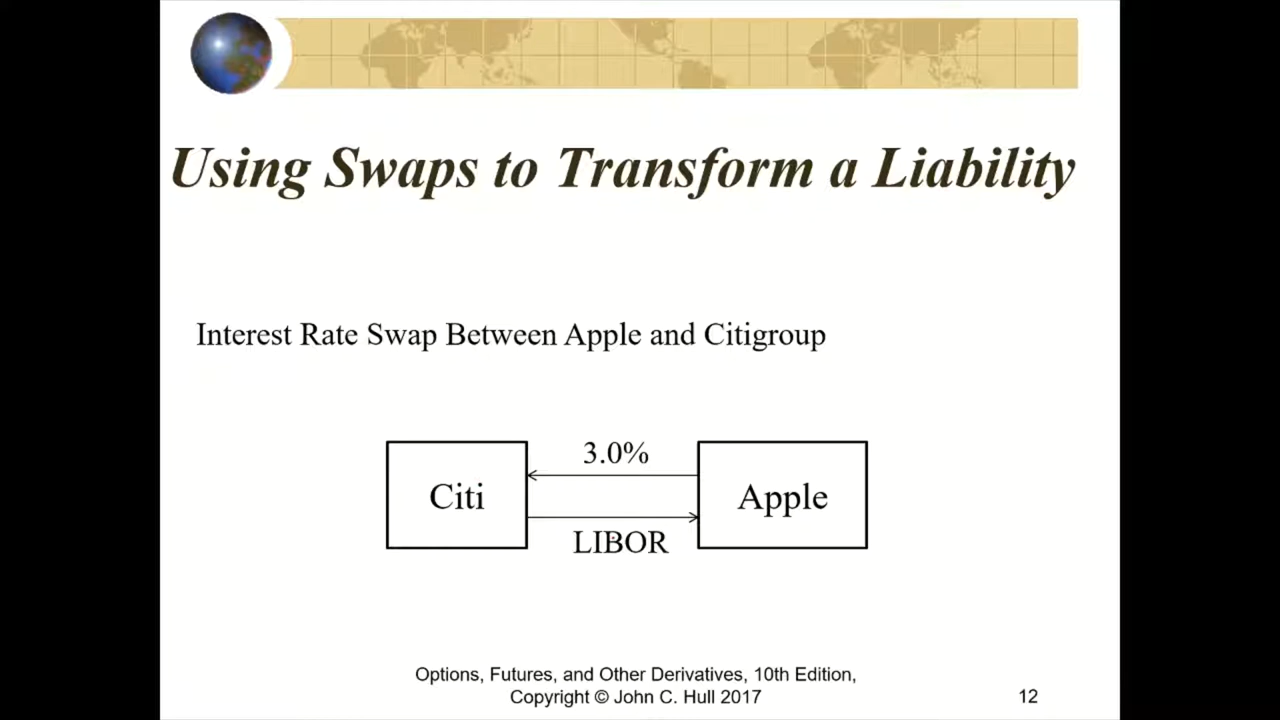 Using Swaps to Transform a Liability
Interest Rate Swap Between Apple and Citigroup
3.0%
Citi
Apple
LIBOR
Options, Futures, and Other Derivatives, 10th Edition,
Copyright © John C. Hull 2017
12